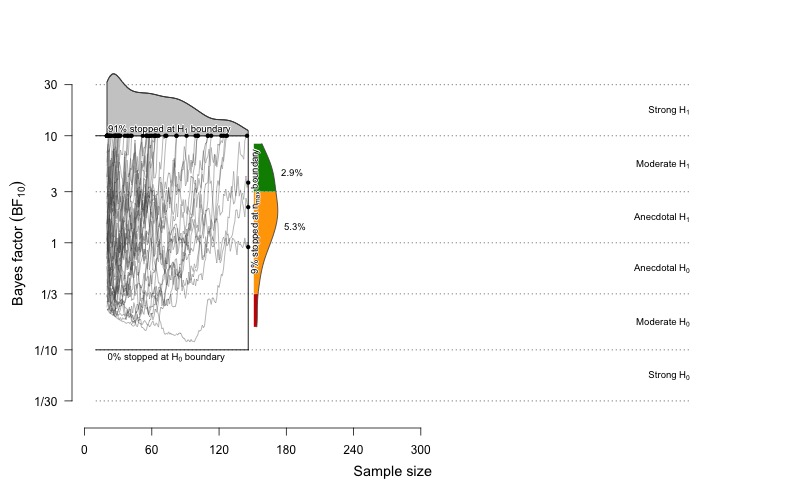 30
Strong H₁
91% stopped at H₁ boundary
10
Moderate H₁
2.9%
3
9% stopped at nmax boundary
Anecdotal H₁
5.3%
1
Anecdotal H₀
1/3
Moderate H₀
1/10
0% stopped at H₀ boundary
Strong H₀
1/30
Bayes factor (BF₁₀)
0 60 120 180 240 300
Sample size